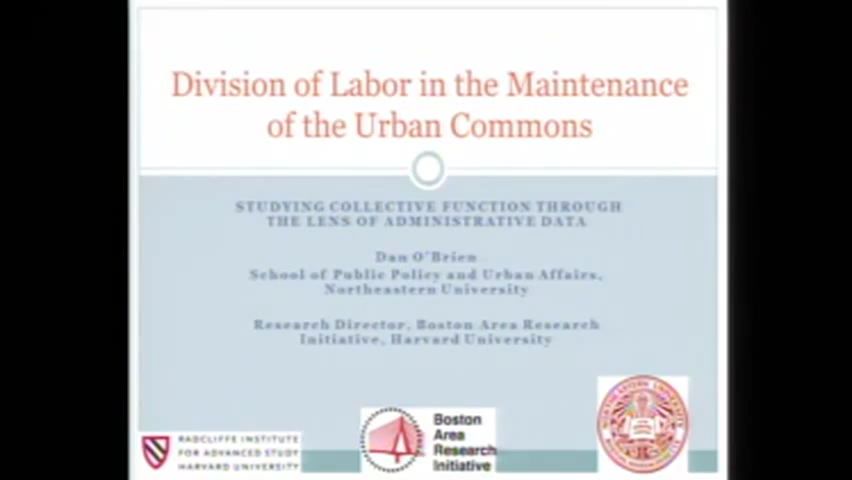 Division of Labor in the Maintenance
of the Urban Commons
STUDYING COLLECTIVE FUNCTION THROUGH
THE LENS OF ADMINISTRATIVE DATA
Dan O'Brien
School of Public Policy and Urban Affairs,
Northeastern University
Research Director, Boston Area Research
Initiative, Harvard University
RADCLIFFE INSTITUTE
FOR ADVANCED STUDY
HARVARD UNIVERSITY
Boston
Area
Research
Initiative
NORTHEASTERN UNIVERSITY